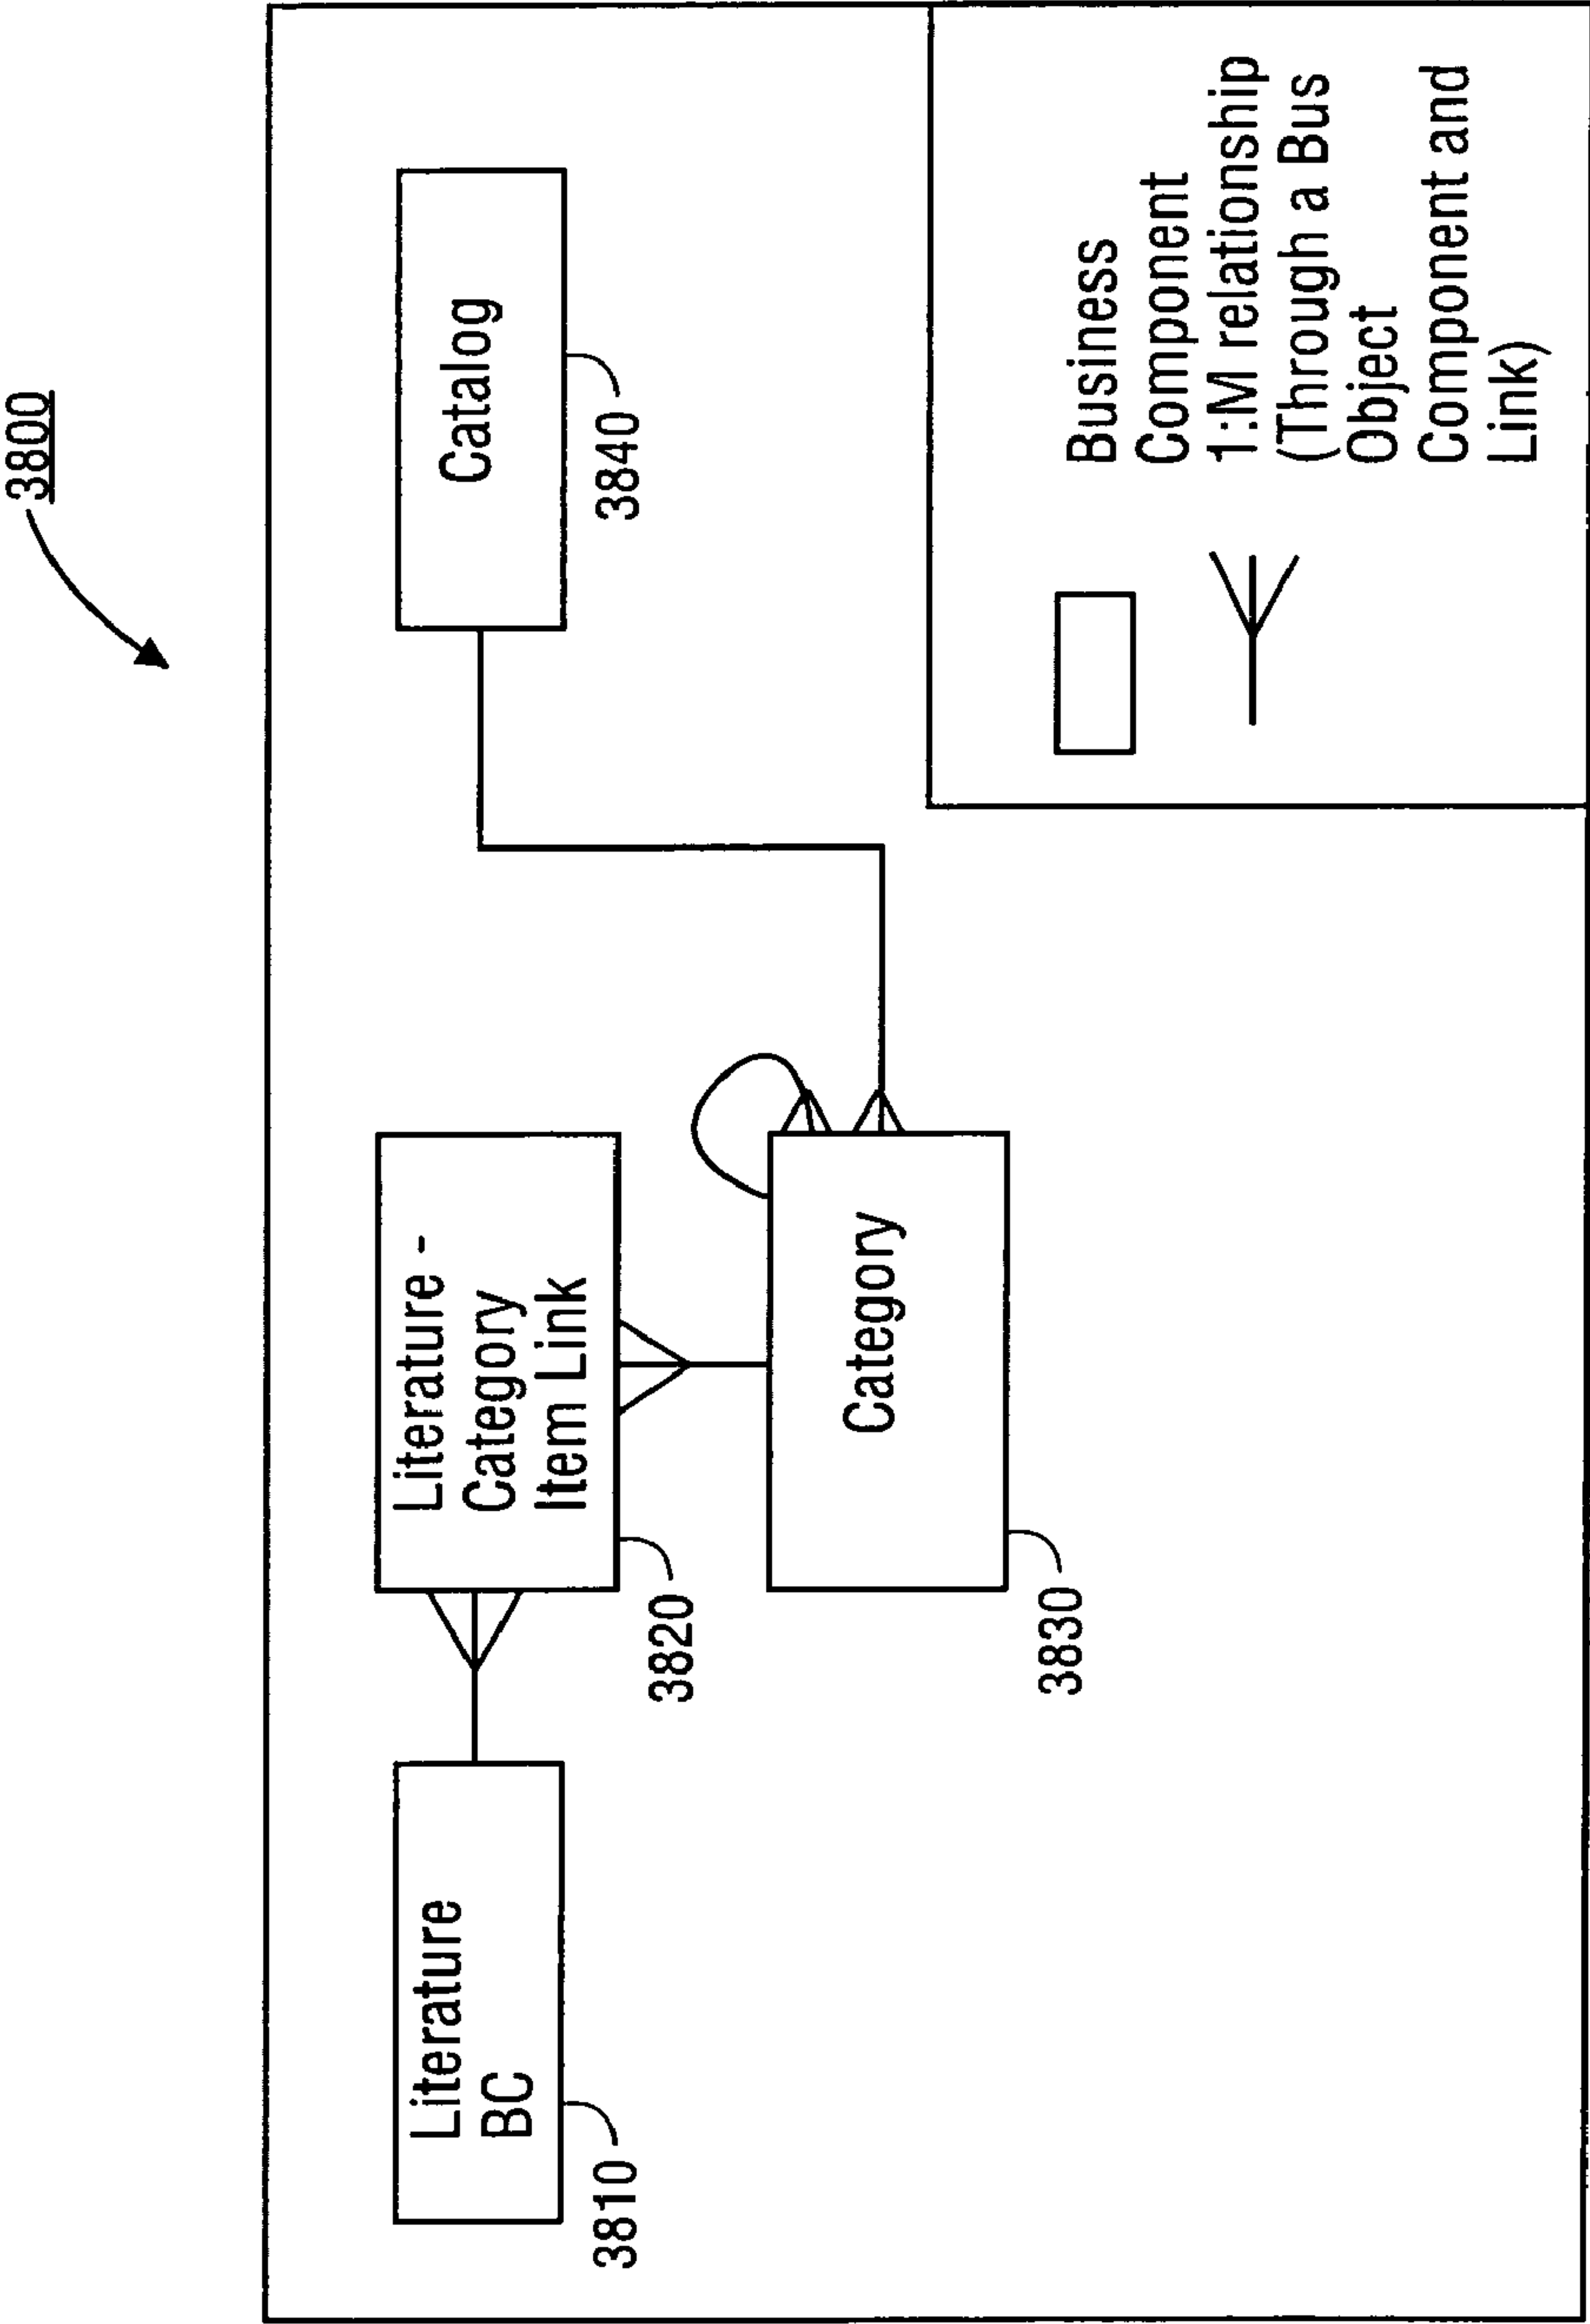 3800
Literature
BC
3810
Literature -
Category
Item Link
3820
Category
3830
Catalog
3840
Business
Component
1:M relationship
(Through a Bus
Object
Component and
Link)